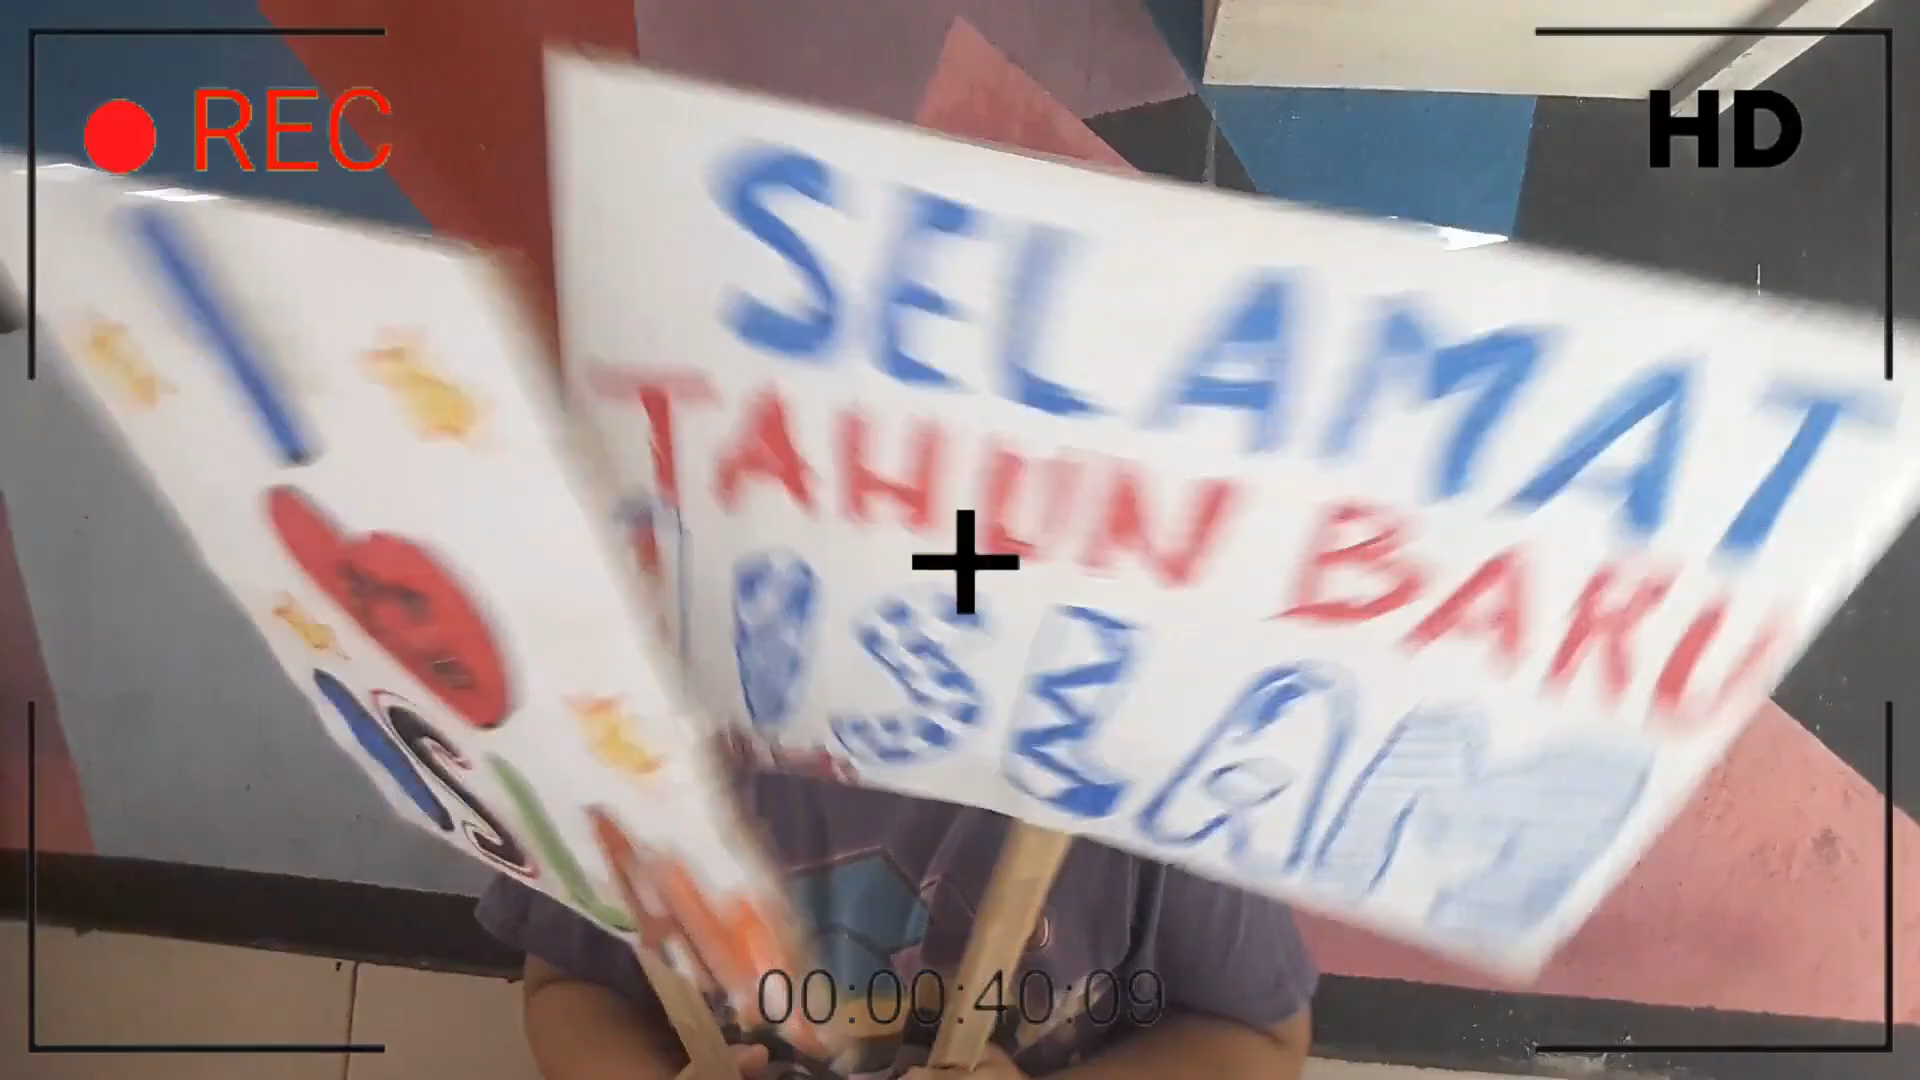 REC
HD
SELAMAT
TAHUN BARU
ISLAM
I
ISLAM
00:00:40:09